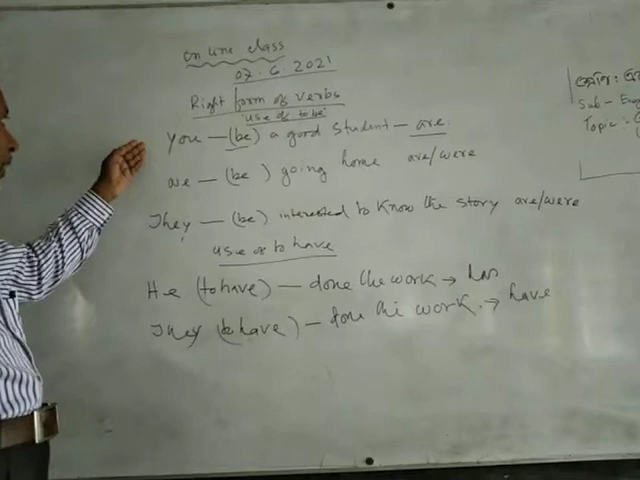 on line class
07.6.2021
Right form of verbs
use of to be
You — (be) a good student — are.
We — (be) going home are/were
They — (be) interested to know the story are/were
use of to have
He (to have) — done the work → has
They (to have) — done the work. → have
শ্রেণি:
Sub - Eng
Topic: